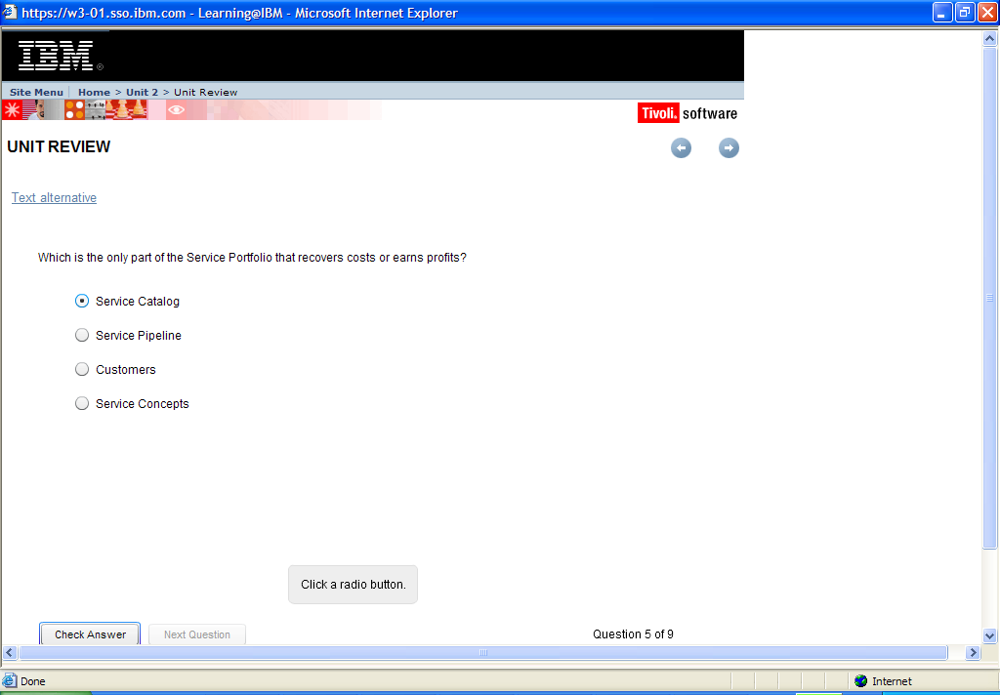 https://w3-01.sso.ibm.com - Learning@IBM - Microsoft Internet Explorer
IBM®
Site Menu Home > Unit 2 > Unit Review
Tivoli. software
UNIT REVIEW
Text alternative
Which is the only part of the Service Portfolio that recovers costs or earns profits?
Service Catalog
Service Pipeline
Customers
Service Concepts
Click a radio button.
Check Answer Next Question Question 5 of 9
Done Internet